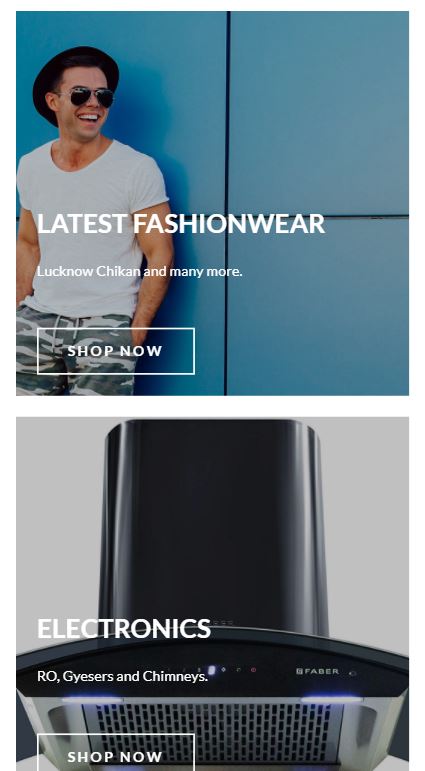 LATEST FASHIONWEAR
Lucknow Chikan and many more.
SHOP NOW
ELECTRONICS
RO, Gyesers and Chimneys.
FABER
SHOP NOW